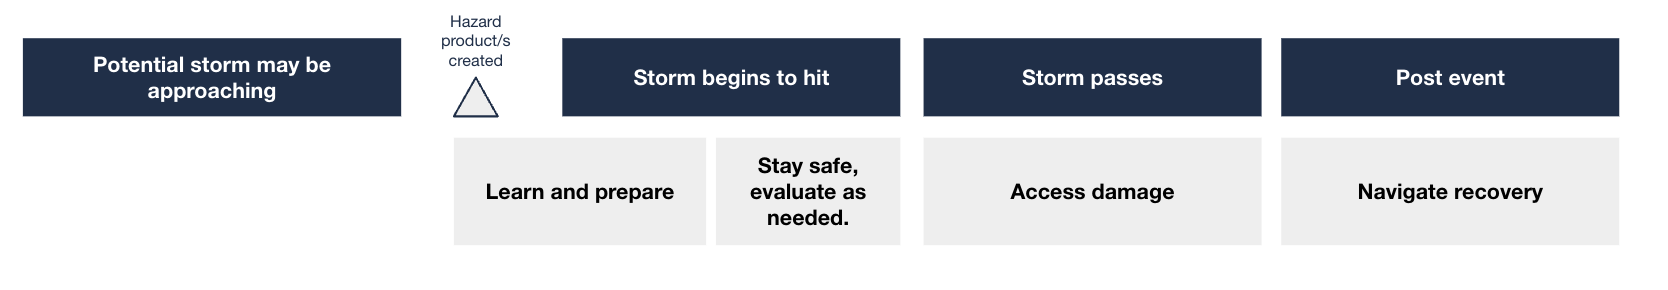 Potential storm may be
approaching
Hazard
product/s
created
Storm begins to hit
Storm passes
Post event
Learn and prepare
Stay safe,
evaluate as
needed.
Access damage
Navigate recovery